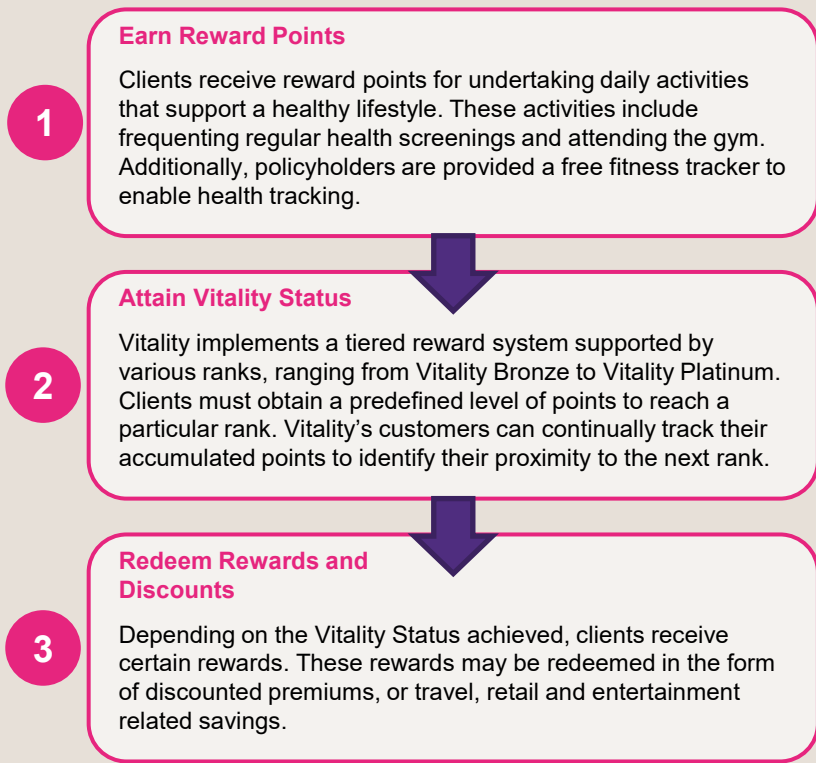 1
Earn Reward Points
Clients receive reward points for undertaking daily activities
that support a healthy lifestyle. These activities include
frequenting regular health screenings and attending the gym.
Additionally, policyholders are provided a free fitness tracker to
enable health tracking.
2
Attain Vitality Status
Vitality implements a tiered reward system supported by
various ranks, ranging from Vitality Bronze to Vitality Platinum.
Clients must obtain a predefined level of points to reach a
particular rank. Vitality’s customers can continually track their
accumulated points to identify their proximity to the next rank.
3
Redeem Rewards and
Discounts
Depending on the Vitality Status achieved, clients receive
certain rewards. These rewards may be redeemed in the form
of discounted premiums, or travel, retail and entertainment
related savings.